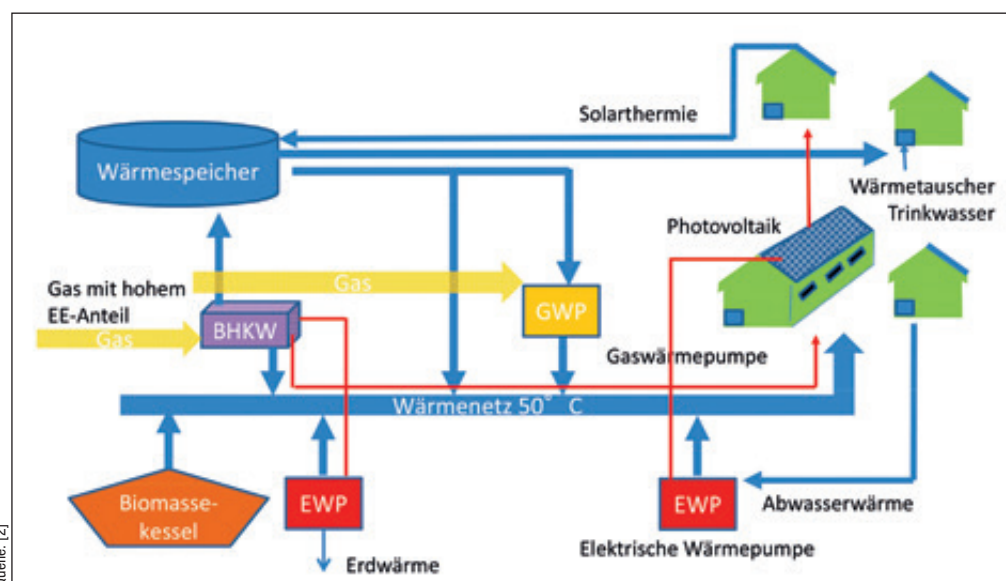 Solarthermie
Wärmespeicher
Wärmetauscher
Trinkwasser
Photovoltaik
Gas mit hohem
EE-Anteil
Gas
Gas
BHKW
GWP
Gaswärmepumpe
Wärmenetz 50° C
Biomasse-
kessel
EWP
Erdwärme
EWP
Abwasserwärme
Elektrische Wärmepumpe
[2]